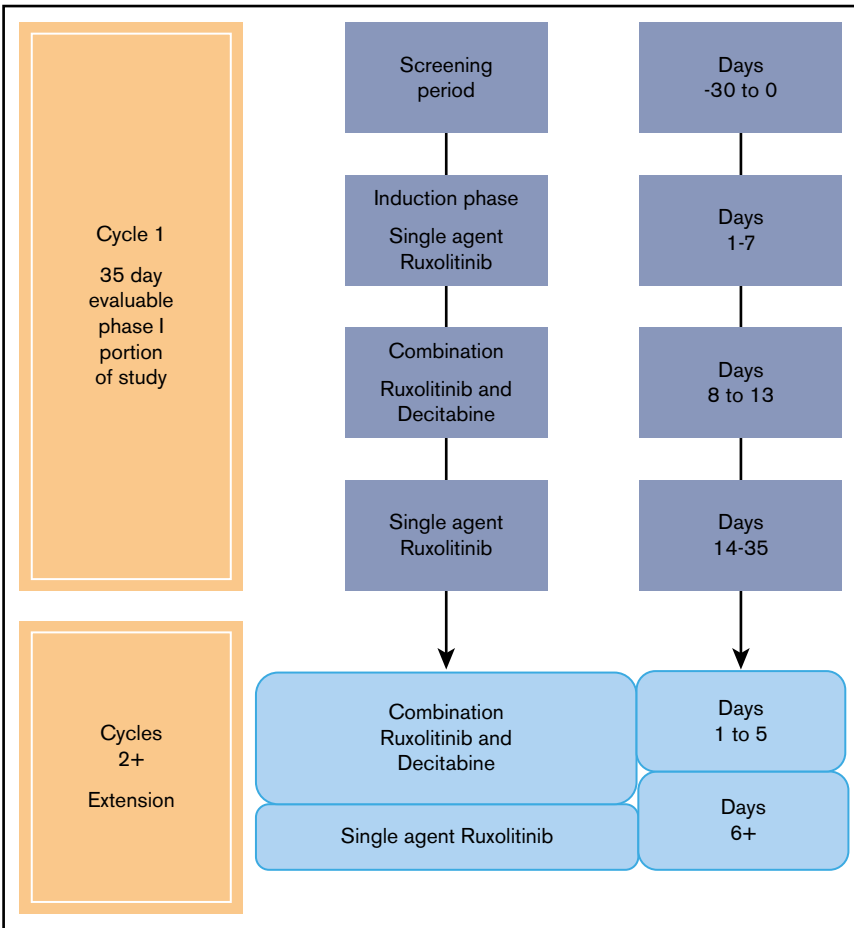 Cycle 1
35 day
evaluable
phase I
portion
of study
Screening
period
Days
-30 to 0
Induction phase
Single agent
Ruxolitinib
Days
1-7
Combination
Ruxolitinib and
Decitabine
Days
8 to 13
Single agent
Ruxolitinib
Days
14-35
Cycles
2+
Extension
Combination
Ruxolitinib and
Decitabine
Days
1 to 5
Single agent Ruxolitinib
Days
6+